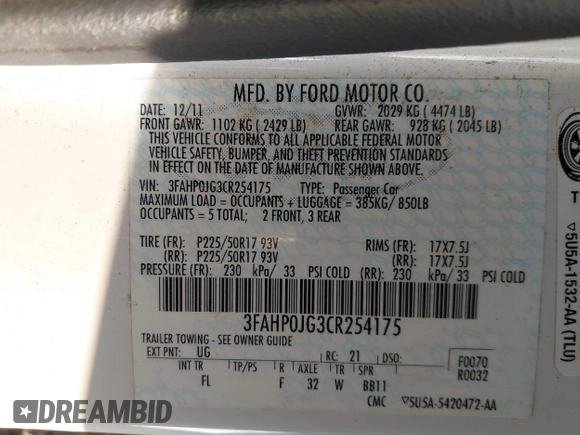 MFD. BY FORD MOTOR CO.
DATE: 12/11 GVWR: 2029 KG ( 4474 LB)
FRONT GAWR: 1102 KG ( 2429 LB) REAR GAWR: 928 KG ( 2045 LB)
THIS VEHICLE CONFORMS TO ALL APPLICABLE FEDERAL MOTOR
VEHICLE SAFETY, BUMPER, AND THEFT PREVENTION STANDARDS
IN EFFECT ON THE DATE OF MANUFACTURE SHOWN ABOVE.
VIN: 3FAHP0JG3CR254175 TYPE: Passenger Car
MAXIMUM LOAD = OCCUPANTS + LUGGAGE = 385KG/ 850LB
OCCUPANTS = 5 TOTAL; 2 FRONT, 3 REAR
TIRE (FR): P225/50R17 93V RIMS (FR): 17X7.5J
(RR): P225/50R17 93V (RR): 17X7.5J
PRESSURE (FR): 230 kPa/ 33 (RR): 230 kPa/ 33 PSI COLD
3FAHP0JG3CR254175
TRAILER TOWING - SEE OWNER GUIDE
EXT PNT: UG RC: 21 DSO: F0070
R0032
INT TR TP/PS R AXLE TR SPR
FL F 32 W BB11
CMC ▽5U5A-5420472-AA
T
▽5U5A-1532-AA (TLU)
DREAMBID